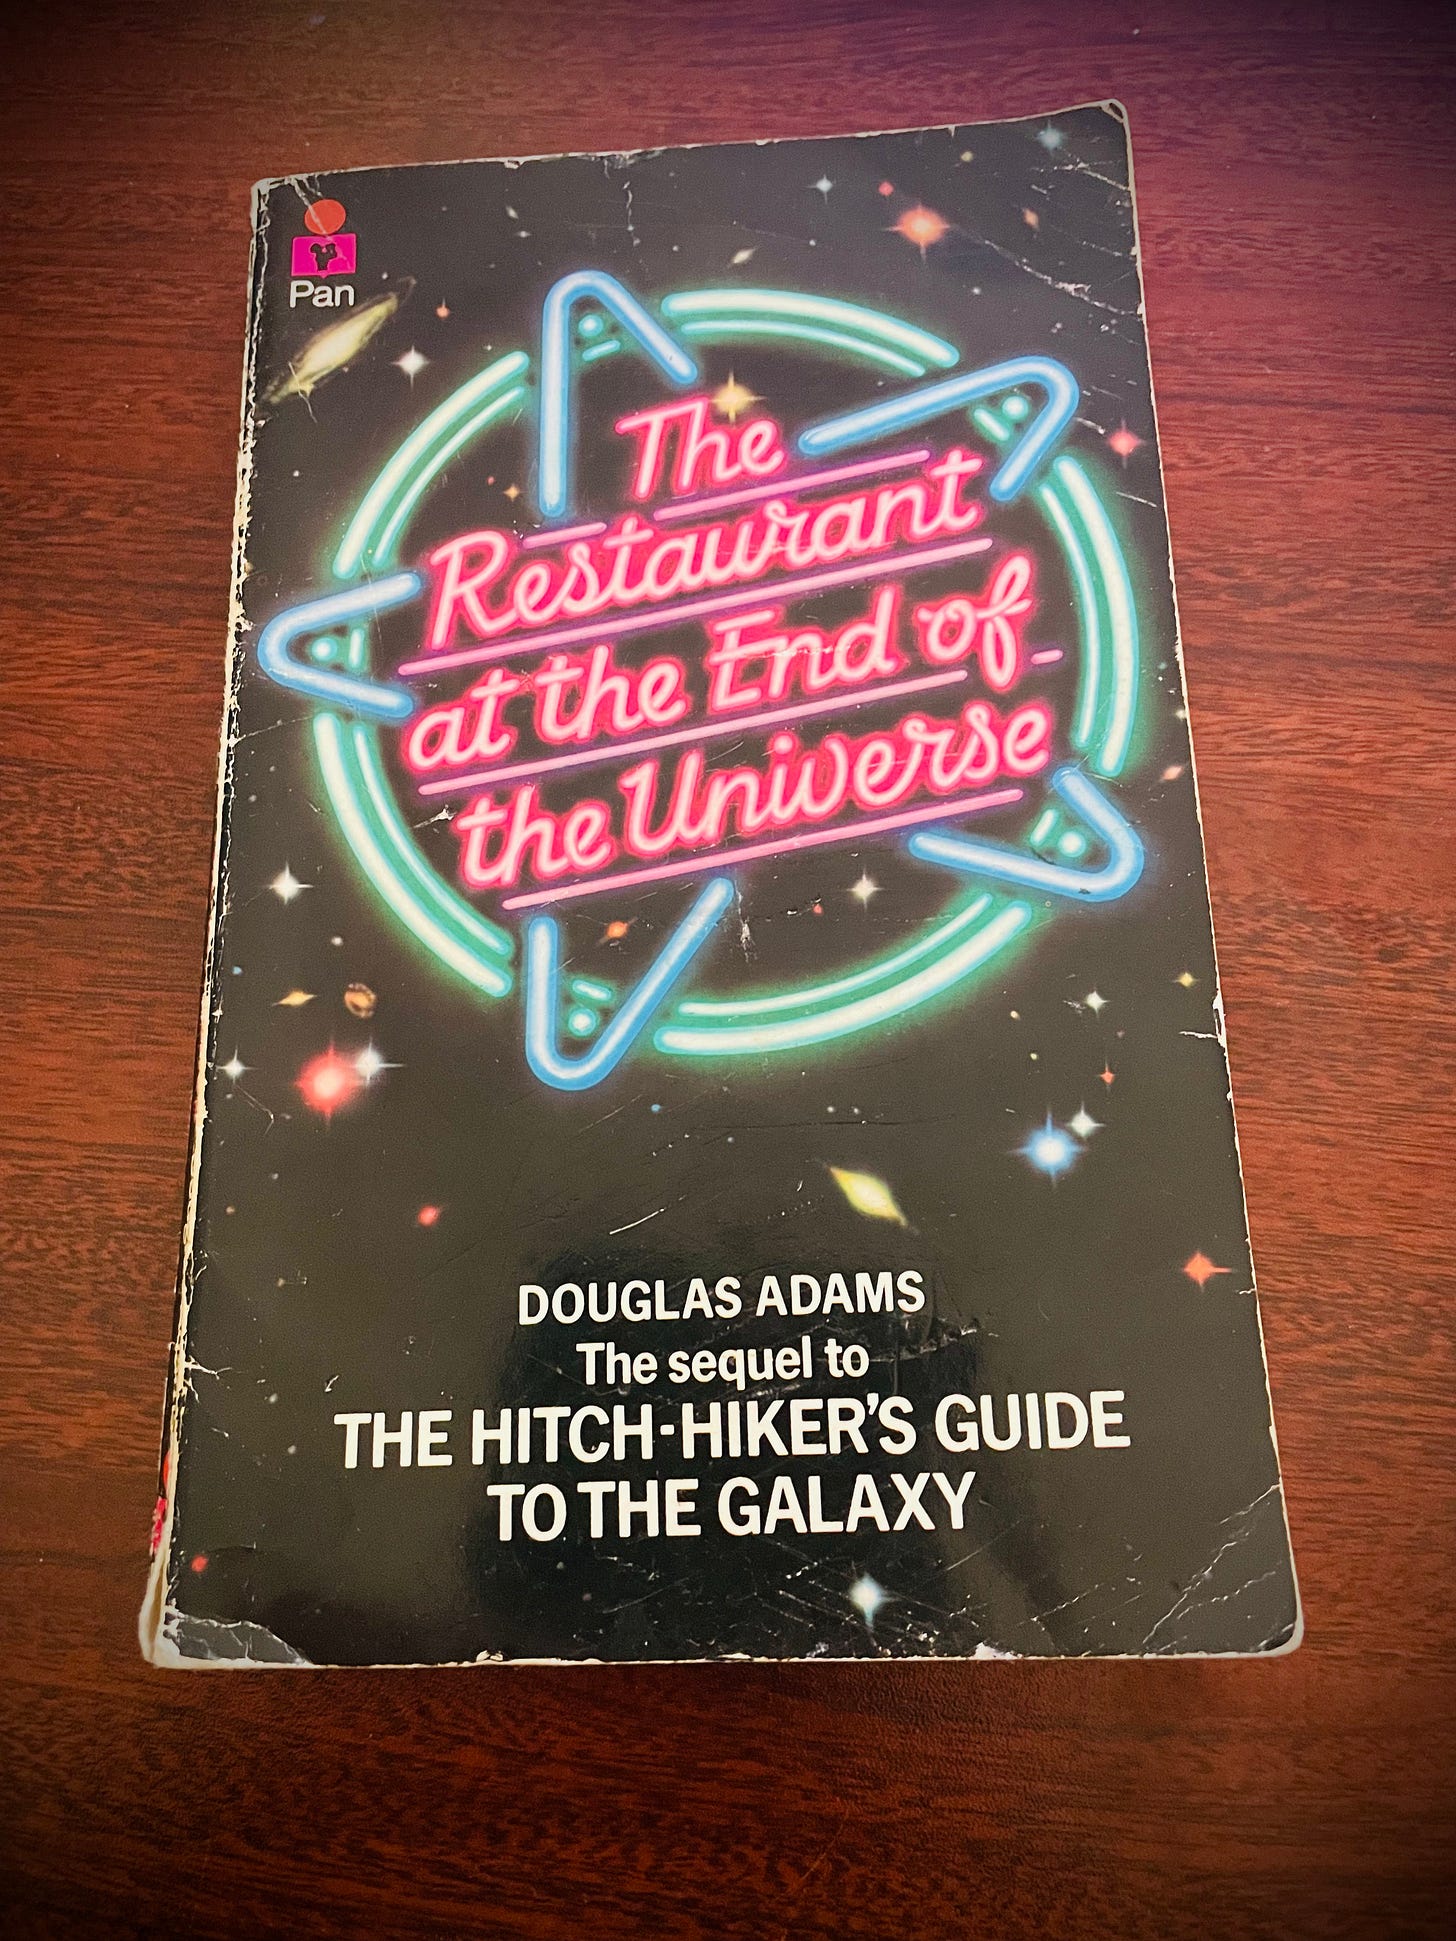 Pan
The
Restaurant
at the End of
the Universe
DOUGLAS ADAMS
The sequel to
THE HITCH-HIKER'S GUIDE
TO THE GALAXY